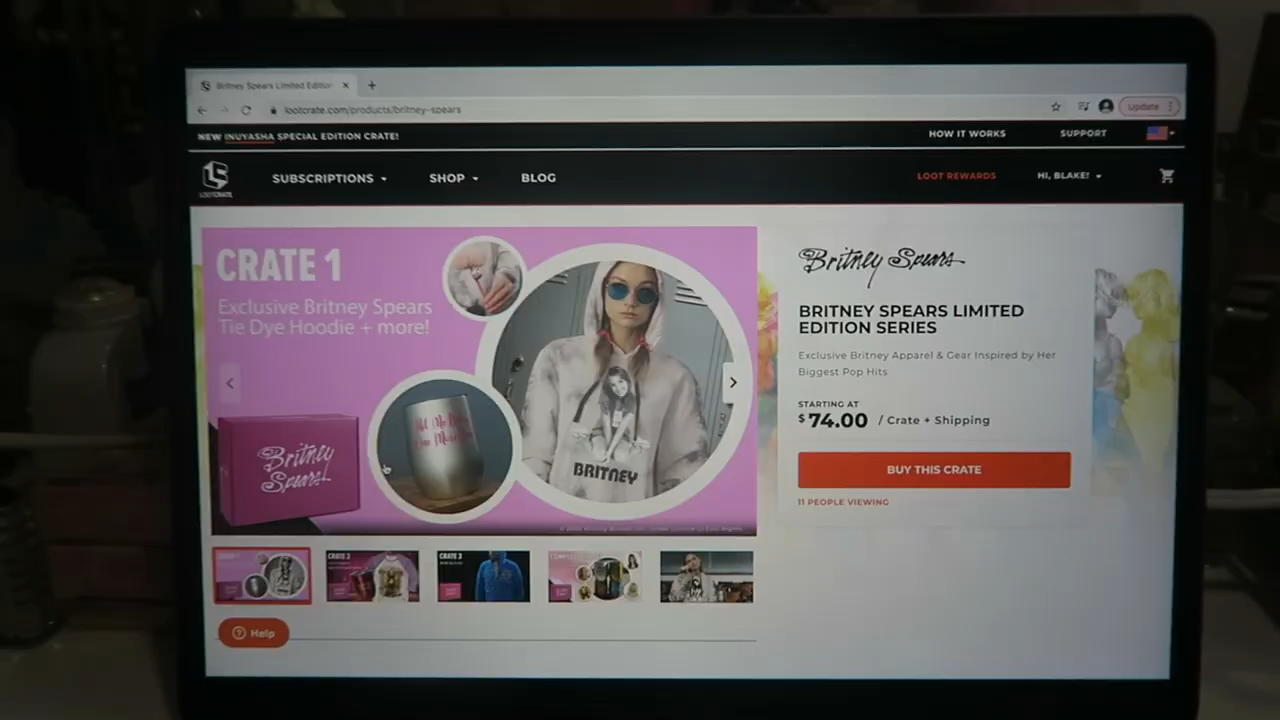 Britney Spears Limited Edition
lootcrate.com/products/britney-spears
Update
NEW INUYASHA SPECIAL EDITION CRATE!
HOW IT WORKS
SUPPORT
LOOTCRATE
SUBSCRIPTIONS
SHOP
BLOG
LOOT REWARDS
HI, BLAKE!
CRATE 1
Exclusive Britney Spears
Tie Dye Hoodie + more!
Britney
Spears!
BRITNEY
Britney Spears
BRITNEY SPEARS LIMITED
EDITION SERIES
Exclusive Britney Apparel & Gear Inspired by Her
Biggest Pop Hits
STARTING AT
$74.00 / Crate + Shipping
BUY THIS CRATE
11 PEOPLE VIEWING
CRATE 2
CRATE 3
Help